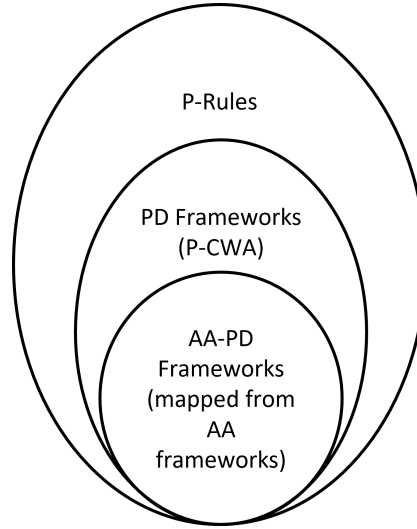 P-Rules
PD Frameworks
(P-CWA)
AA-PD
Frameworks
(mapped from
AA
frameworks)